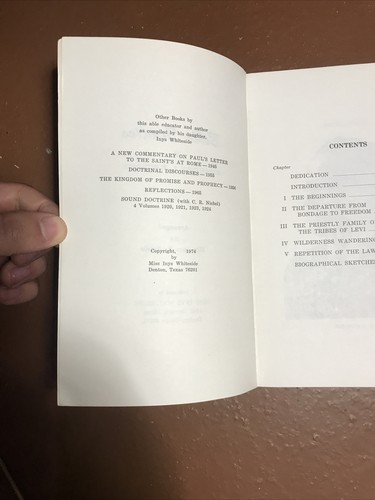 Other Books by
this able educator and author
as compiled by his daughter,
Inys Whiteside
A NEW COMMENTARY ON PAUL'S LETTER
TO THE SAINT'S AT ROME—1945
DOCTRINAL DISCOURSES—1955
THE KINGDOM OF PROMISE AND PROPHECY—1956
REFLECTIONS—1965
SOUND DOCTRINE (with C. R. Nichol)
4 Volumes 1920, 1921, 1923, 1924
Copyright, 1974
by
Miss Inys Whiteside
Denton, Texas 76201
CONTENTS
Chapter
DEDICATION
INTRODUCTION
I THE BEGINNINGS
II THE DEPARTURE FROM
BONDAGE TO FREEDOM
III THE PRIESTLY FAMILY O
THE TRIBES OF LEVI
IV WILDERNESS WANDERING
V REPETITION OF THE LAW
BIOGRAPHICAL SKETCHE